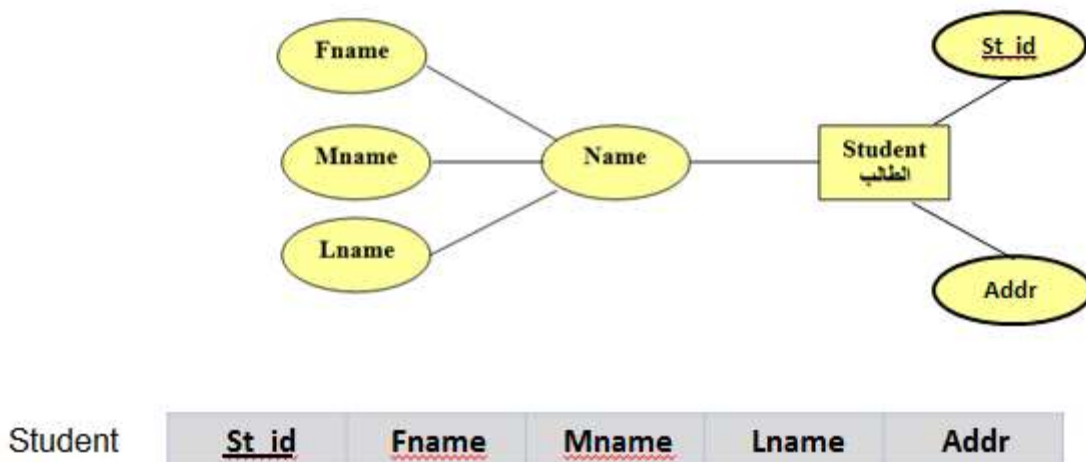 Fname
St_id
Mname
Name
Student
الطالب
Lname
Addr
Student St_id Fname Mname Lname Addr